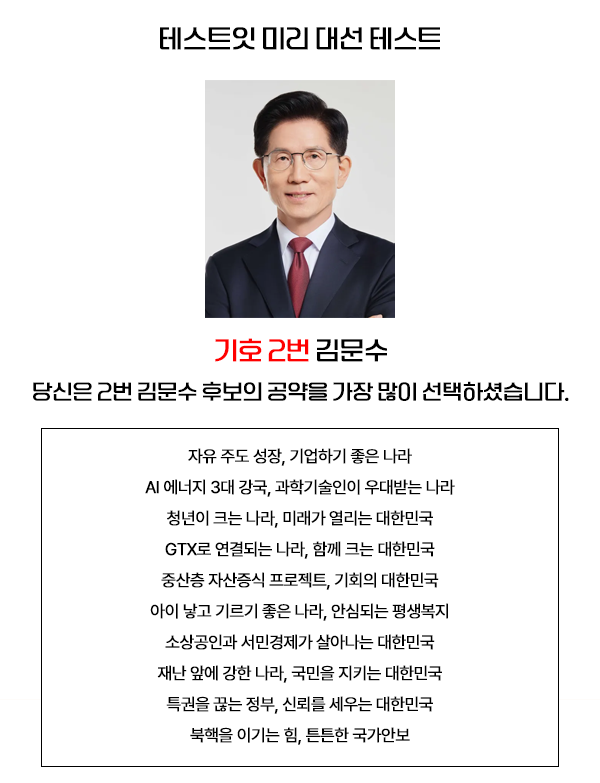 테스트잇 미리 대선 테스트
기호 2번 김문수
당신은 2번 김문수 후보의 공약을 가장 많이 선택하셨습니다.
자유 주도 성장, 기업하기 좋은 나라
AI 에너지 3대 강국, 과학기술인이 우대받는 나라
청년이 크는 나라, 미래가 열리는 대한민국
GTX로 연결되는 나라, 함께 크는 대한민국
중산층 자산증식 프로젝트, 기회의 대한민국
아이 낳고 기르기 좋은 나라, 안심되는 평생복지
소상공인과 서민경제가 살아나는 대한민국
재난 앞에 강한 나라, 국민을 지키는 대한민국
특권을 끊는 정부, 신뢰를 세우는 대한민국
북핵을 이기는 힘, 튼튼한 국가안보